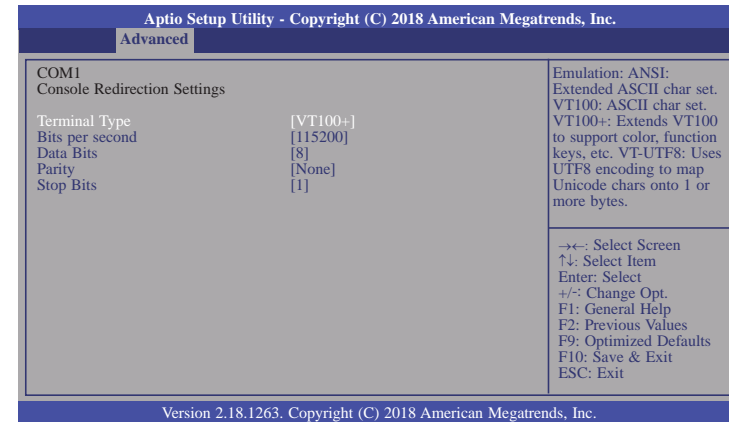 Aptio Setup Utility - Copyright (C) 2018 American Megatrends, Inc.
Advanced
COM1
Console Redirection Settings
Terminal Type [VT100+]
Bits per second [115200]
Data Bits [8]
Parity [None]
Stop Bits [1]
Emulation: ANSI:
Extended ASCII char set.
VT100: ASCII char set.
VT100+: Extends VT100
to support color, function
keys, etc. VT-UTF8: Uses
UTF8 encoding to map
Unicode chars onto 1 or
more bytes.
→←: Select Screen
↑↓: Select Item
Enter: Select
+/-: Change Opt.
F1: General Help
F2: Previous Values
F9: Optimized Defaults
F10: Save & Exit
ESC: Exit
Version 2.18.1263. Copyright (C) 2018 American Megatrends, Inc.